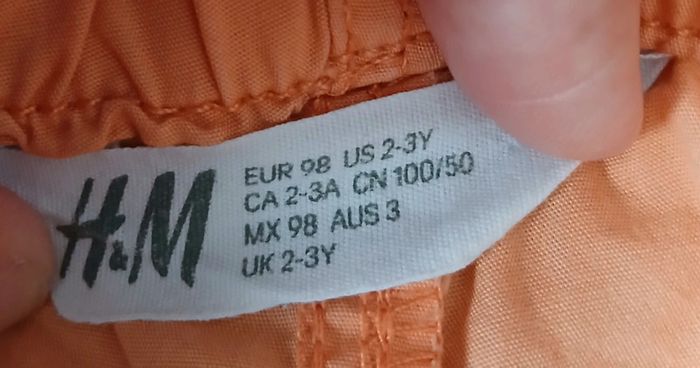 H&M
EUR 98 US 2-3Y
CA 2-3A CN 100/50
MX 98 AUS 3
UK 2-3Y